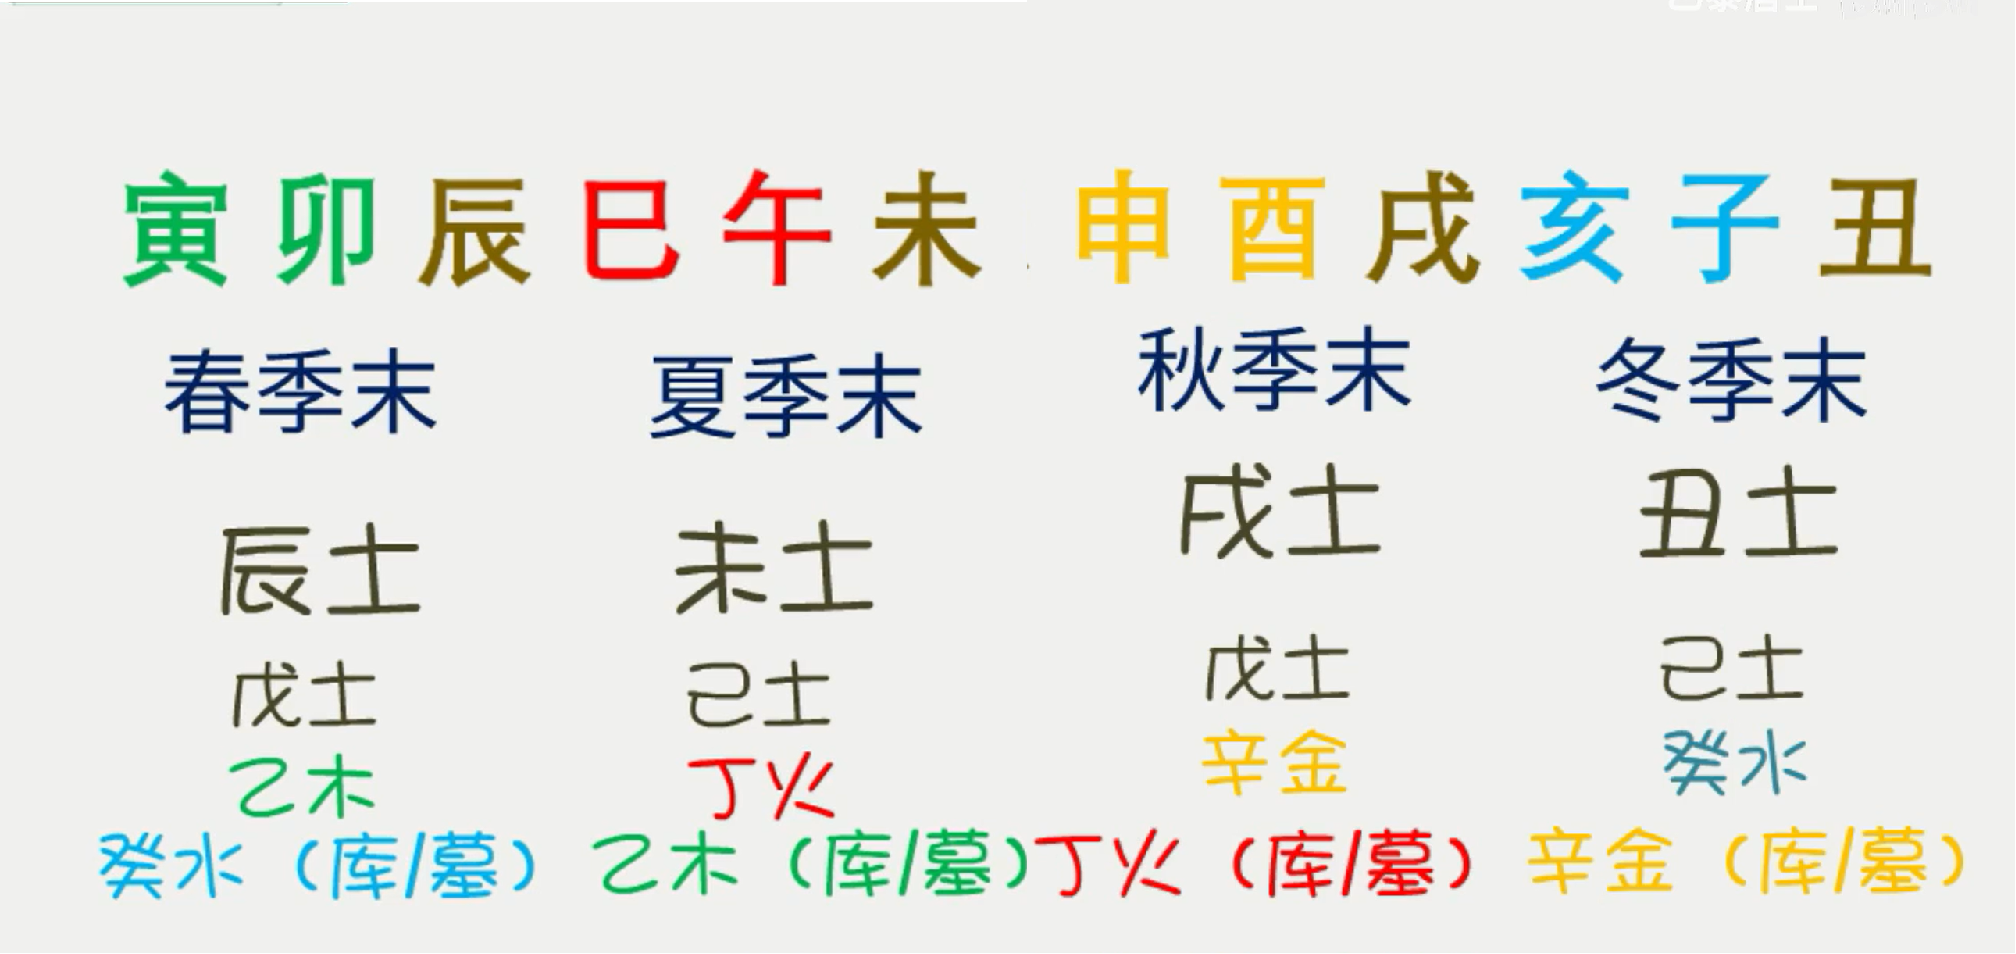 寅 卯 辰 巳 午 未 申 酉 戌 亥 子 丑
春季末 夏季末 秋季末 冬季末
辰土 未土 戌土 丑土
戊土 己土 戊土 己土
乙木 丁火 辛金 癸水
癸水（库/墓） 乙木（库/墓） 丁火（库/墓） 辛金（库/墓）